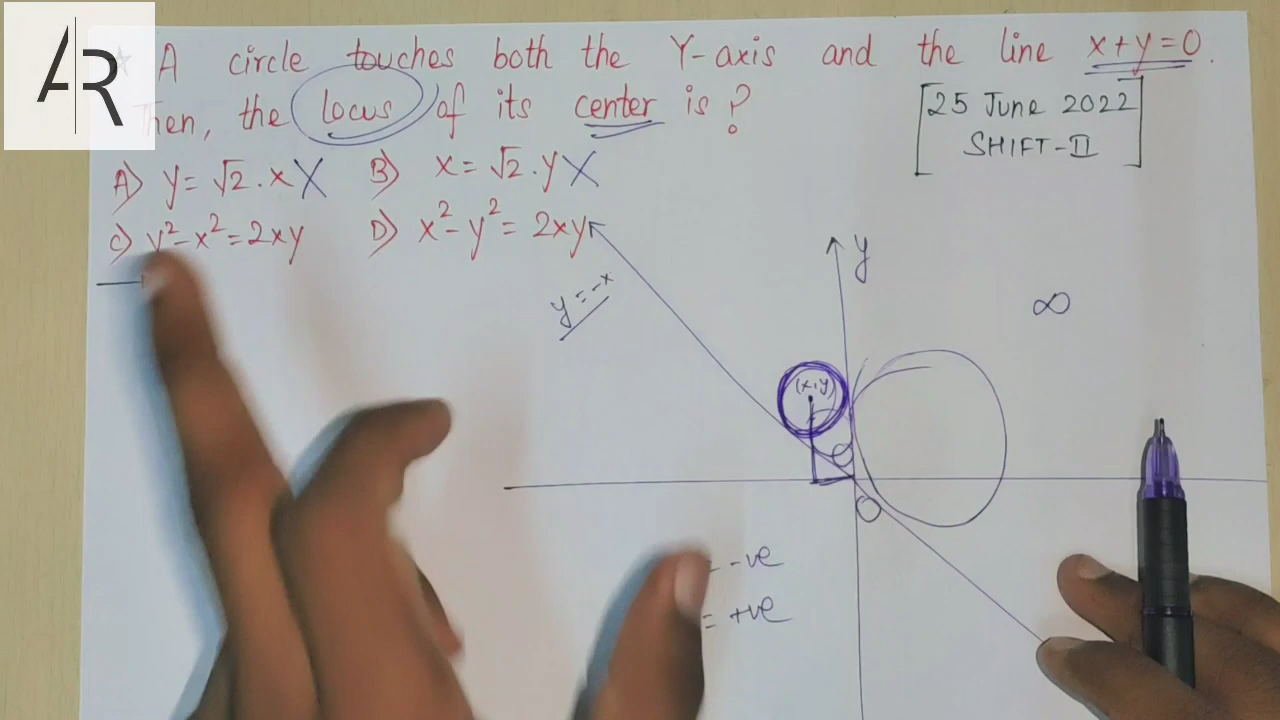 AR
A circle touches both the Y-axis and the line x+y=0.
Then, the locus of its center is?
[25 June 2022
SHIFT-II]
A) y=√2.x X B) x=√2.y X
C) y²-x²=2xy D) x²-y²=2xy
y=-x
y
∞
(x,y
= -ve
= +ve